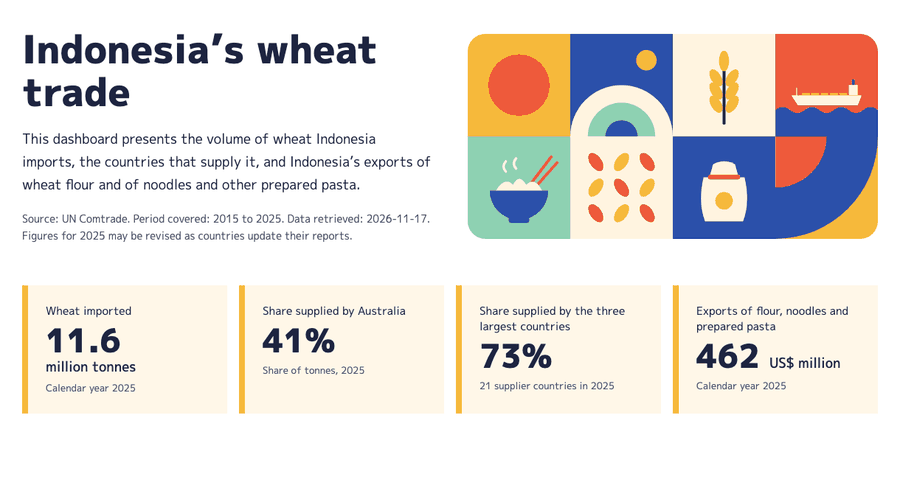 Indonesia’s wheat
trade
This dashboard presents the volume of wheat Indonesia
imports, the countries that supply it, and Indonesia’s exports of
wheat flour and of noodles and other prepared pasta.
Source: UN Comtrade. Period covered: 2015 to 2025. Data retrieved: 2026-11-17.
Figures for 2025 may be revised as countries update their reports.
Wheat imported
11.6
million tonnes
Calendar year 2025
Share supplied by Australia
41%
Share of tonnes, 2025
Share supplied by the three
largest countries
73%
21 supplier countries in 2025
Exports of flour, noodles and
prepared pasta
462 US$ million
Calendar year 2025